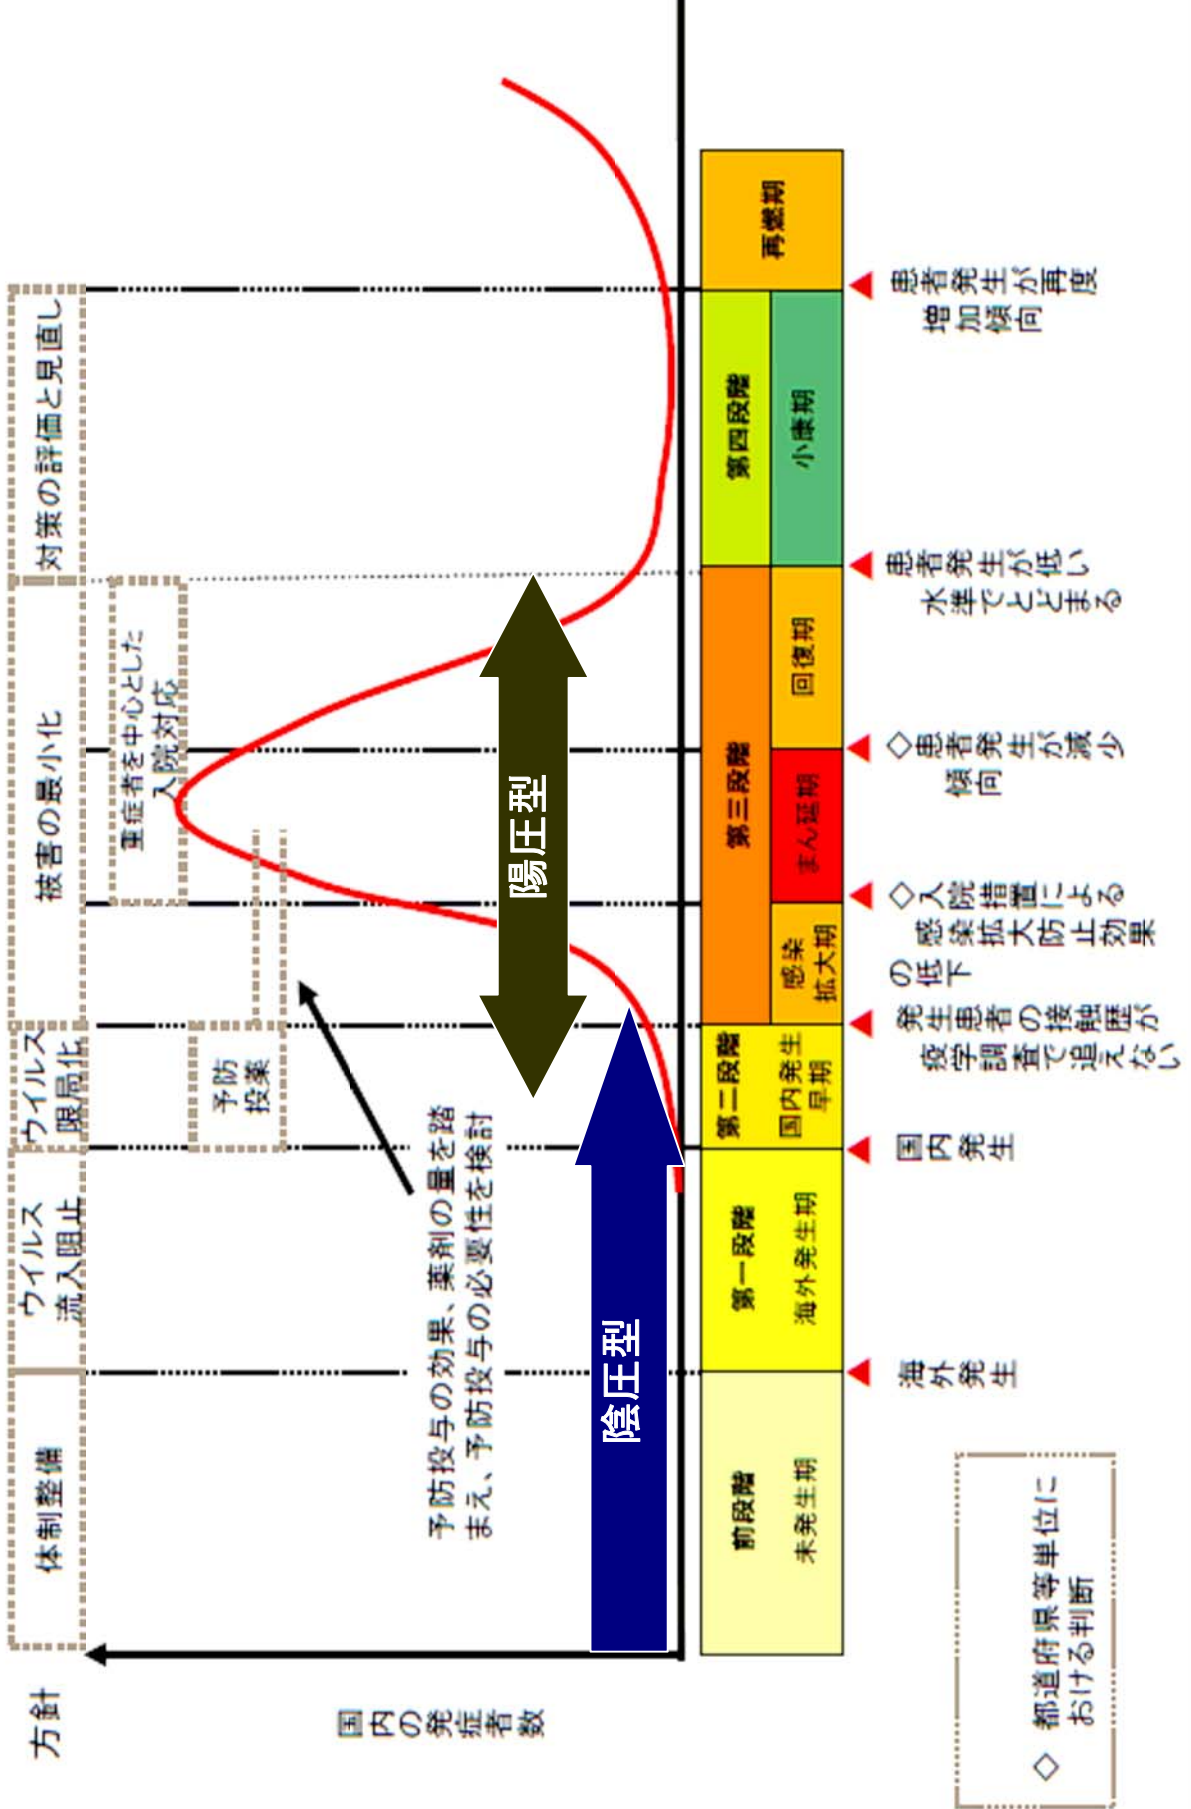 方針
体制整備
ウイルス
流入阻止
ウイルス
限局化
被害の最小化
対策の評価と見直し
重症者を中心とした
入院対応
予防
投薬
予防投与の効果、薬剤の量を踏
まえ、予防投与の必要性を検討
国内の発症者数
陽圧型
陰圧型
前段階
未発生期
第一段階
海外発生期
第二段階
国内発生
早期
第三段階
感染
拡大期
まん延期
回復期
第四段階
小康期
再燃期
海外発生
国内発生
発生患者の接触歴が
疫学調査で追えない
◇入院措置による
感染拡大防止効果
の低下
◇患者発生が減少
傾向
患者発生が低い
水準でとどまる
患者発生が再度
増加傾向
◇ 都道府県等単位に
おける判断